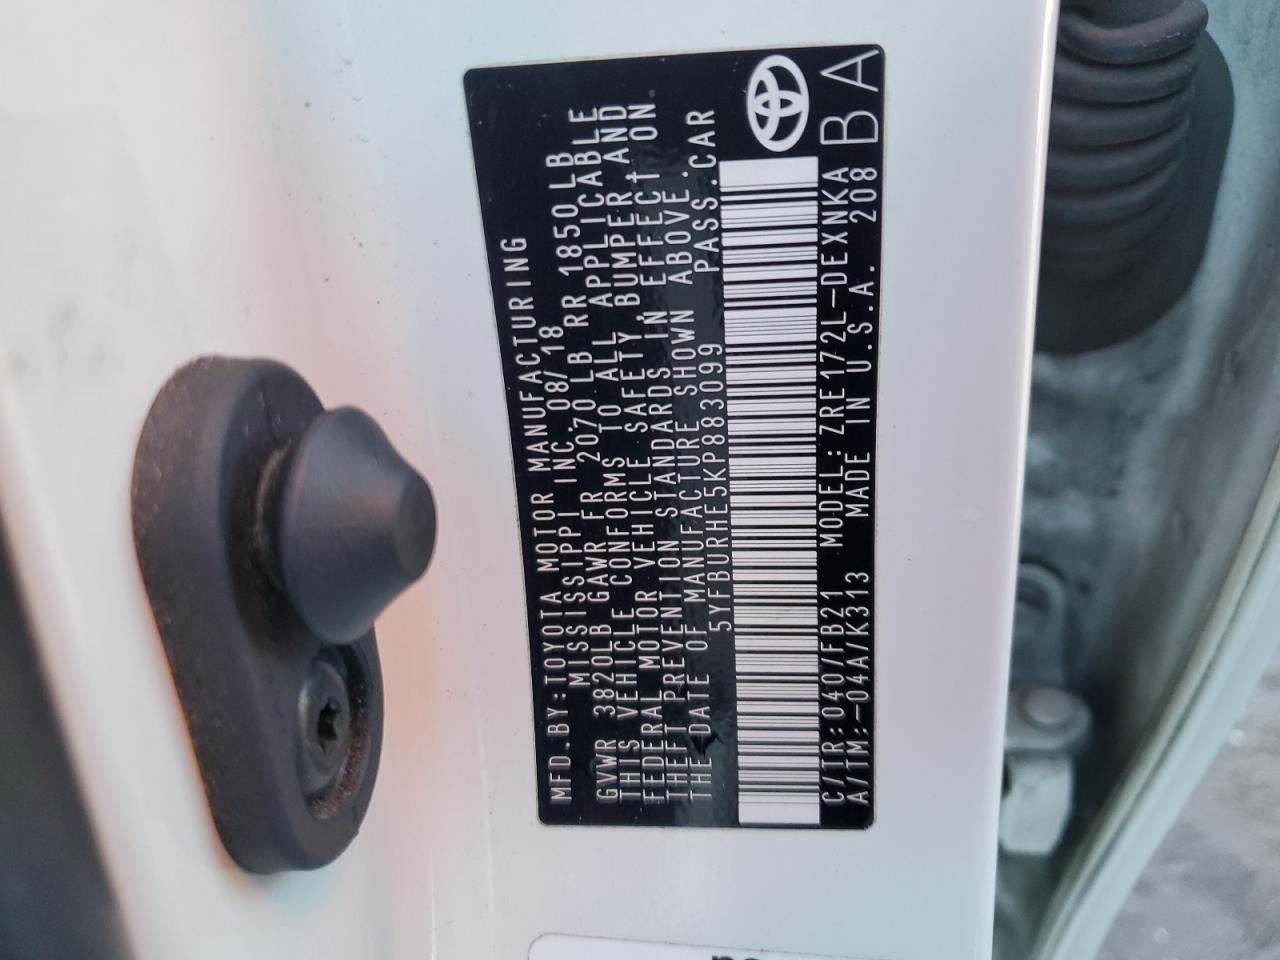 MFD.BY:TOYOTA MOTOR MANUFACTURING
MISSISSIPPI INC. 08/18
GVWR 3820LB GAWR FR 2070 LB RR 1850LB
THIS VEHICLE CONFORMS TO ALL APPLICABLE
FEDERAL MOTOR VEHICLE SAFETY, BUMPER, AND
THEFT PREVENTION STANDARDS IN EFFECT ON
THE DATE OF MANUFACTURE SHOWN ABOVE.
5YFBURHE5KP883099 PASS.CAR
C/TR:040/FB21 MODEL:ZRE172L-DEXNKA B A
A/TM:-04A/K313 MADE IN U.S.A. 208